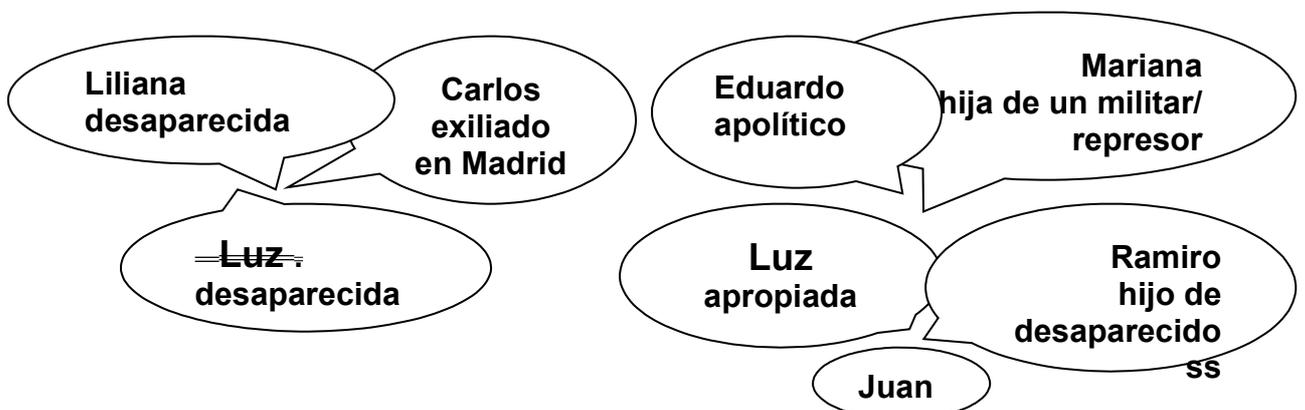 Liliana
desaparecida
Carlos
exiliado
en Madrid
Eduardo
apolítico
Mariana
hija de un militar/
represor
Luz .
desaparecida
Luz
apropiada
Ramiro
hijo de
desaparecido
ss
Juan